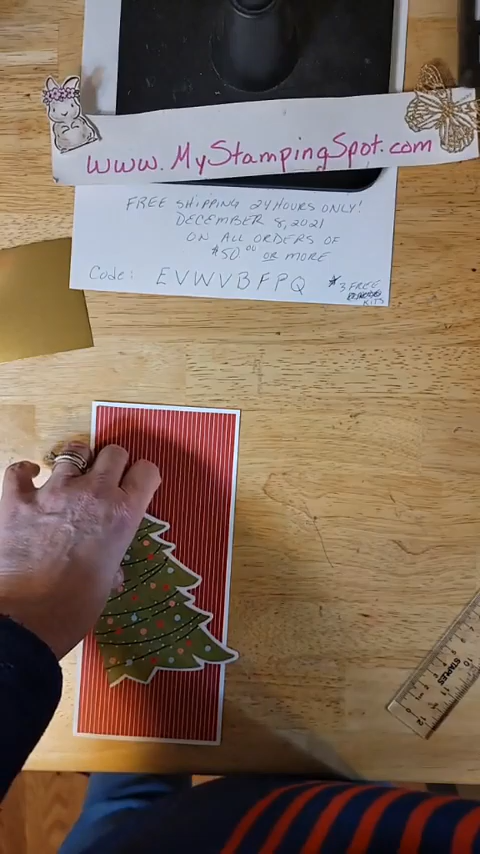 www.MyStampingSpot.com
FREE SHIPPING 24 HOURS ONLY!
DECEMBER 8, 2021
ON ALL ORDERS OF
$50.00 OR MORE
Code: EVWVBFPQ
* 3 FREE
KITS
STAPLES